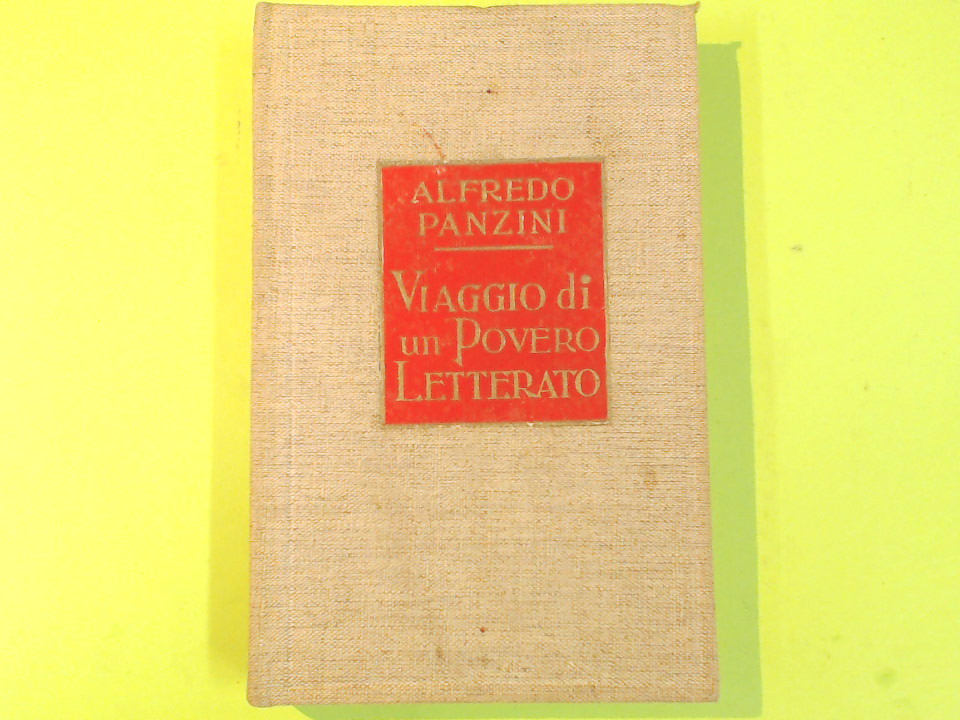 ALFREDO
PANZINI
VIAGGIO di
un POVERO
LETTERATO